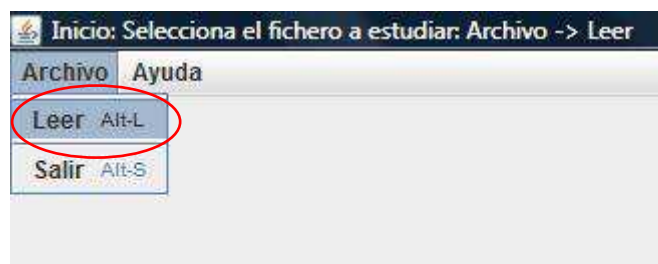 Inicio: Selecciona el fichero a estudiar: Archivo -> Leer
Archivo Ayuda
Leer Alt-L
Salir Alt-S